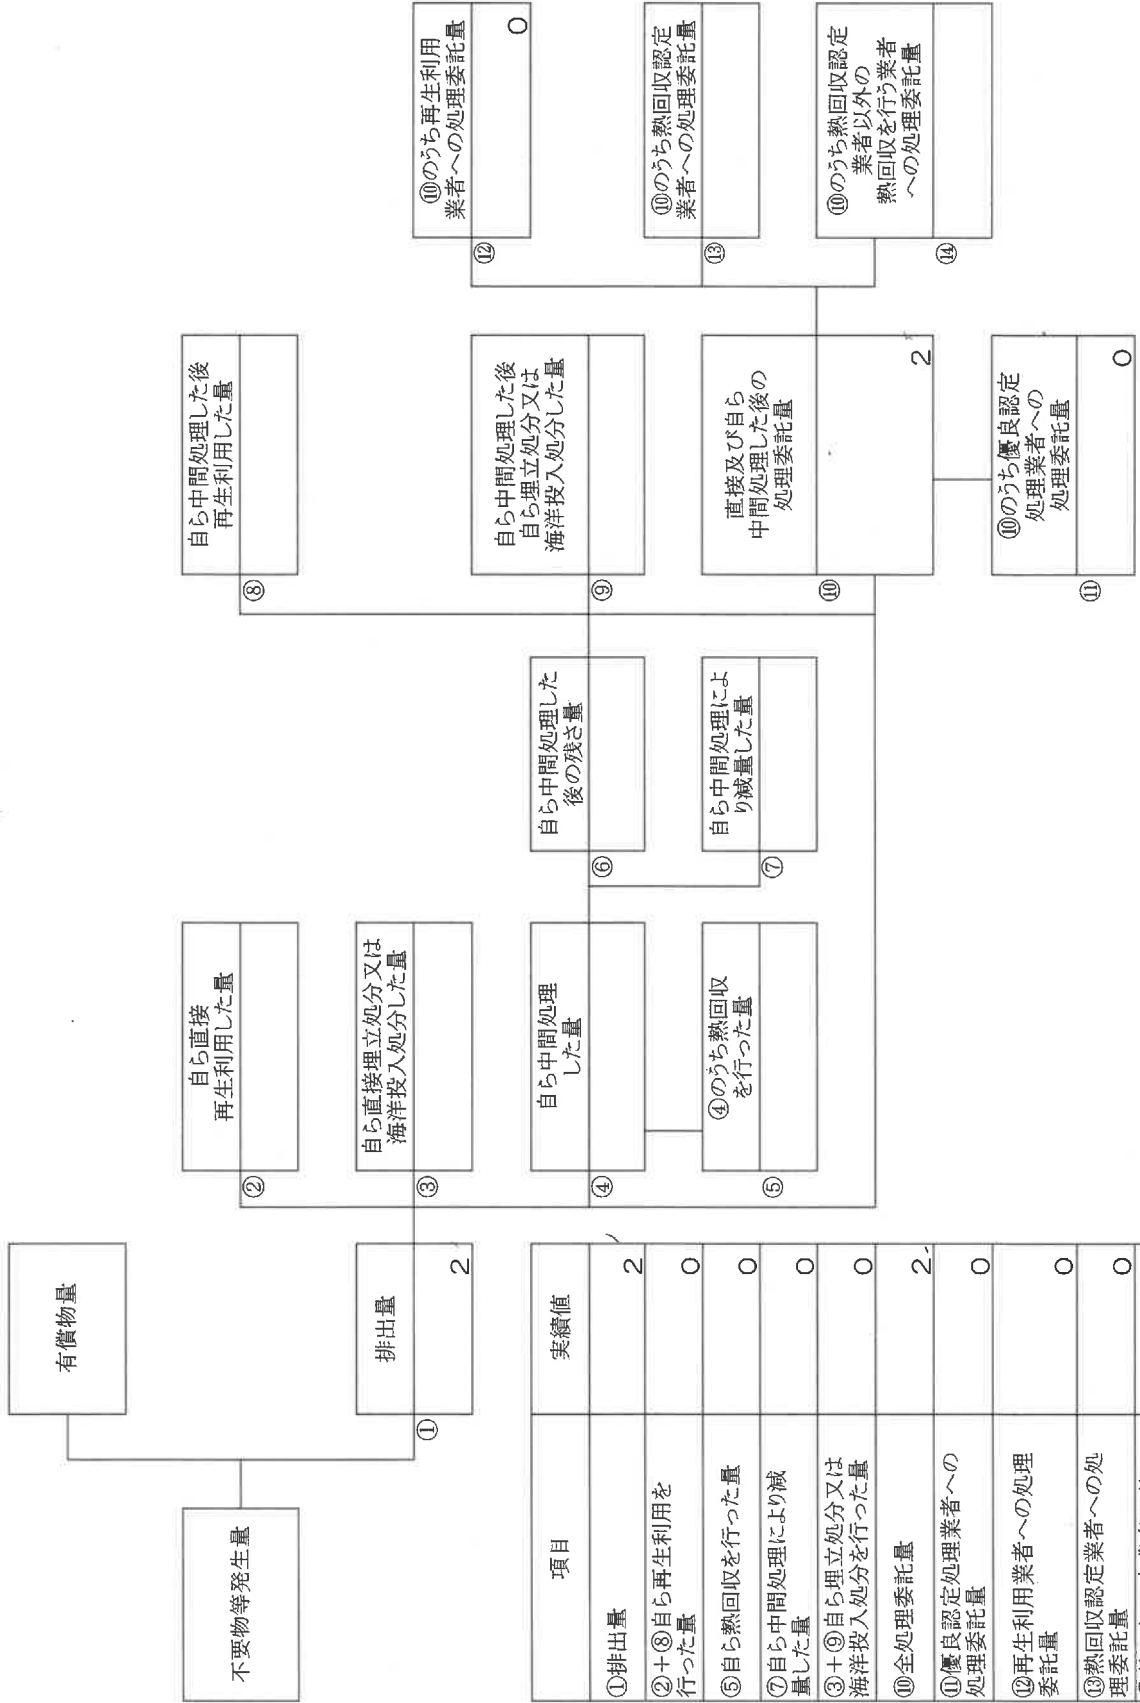 不要物等発生量
有償物量
①
排出量
2
②
自ら直接
再生利用した量
③
自ら直接埋立処分又は
海洋投入処分した量
④
自ら中間処理
した量
⑤
④のうち熱回収
を行った量
⑥
自ら中間処理した
後の残さ量
⑦
自ら中間処理によ
り減量した量
⑧
自ら中間処理した後
再生利用した量
⑨
自ら中間処理した後
自ら埋立処分又は
海洋投入処分した量
⑩
直接及び自ら
中間処理した後の
処理委託量
2
⑪
⑩のうち優良認定
処理業者への
処理委託量
0
⑫
⑩のうち再生利用
業者への処理委託量
0
⑬
⑩のうち熱回収認定
業者への処理委託量
⑭
⑩のうち熱回収認定
業者以外の
熱回収を行う業者
への処理委託量
項目 実績値
①排出量 2
②+⑧自ら再生利用を
行った量 0
⑤自ら熱回収を行った量 0
⑦自ら中間処理により減
量した量 0
③+⑨自ら埋立処分又は
海洋投入処分を行った量 0
⑩全処理委託量 2
⑪優良認定処理業者への
処理委託量 0
⑫再生利用業者への処理
委託量 0
⑬熱回収認定業者への処
理委託量 0